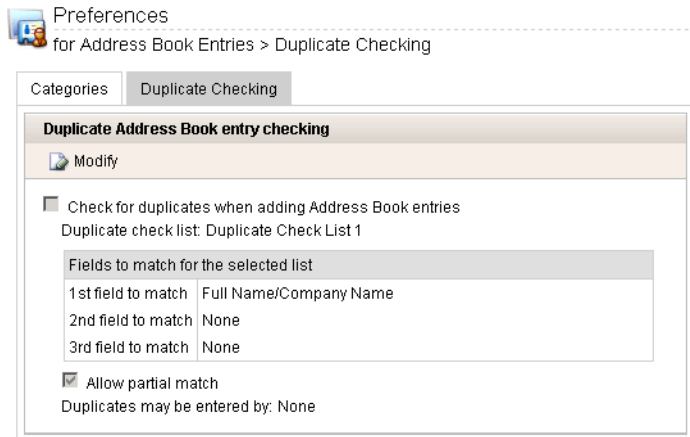 Preferences
for Address Book Entries > Duplicate Checking
Categories Duplicate Checking
Duplicate Address Book entry checking
Modify
Check for duplicates when adding Address Book entries
Duplicate check list: Duplicate Check List 1
Fields to match for the selected list
1st field to match Full Name/Company Name
2nd field to match None
3rd field to match None
Allow partial match
Duplicates may be entered by: None